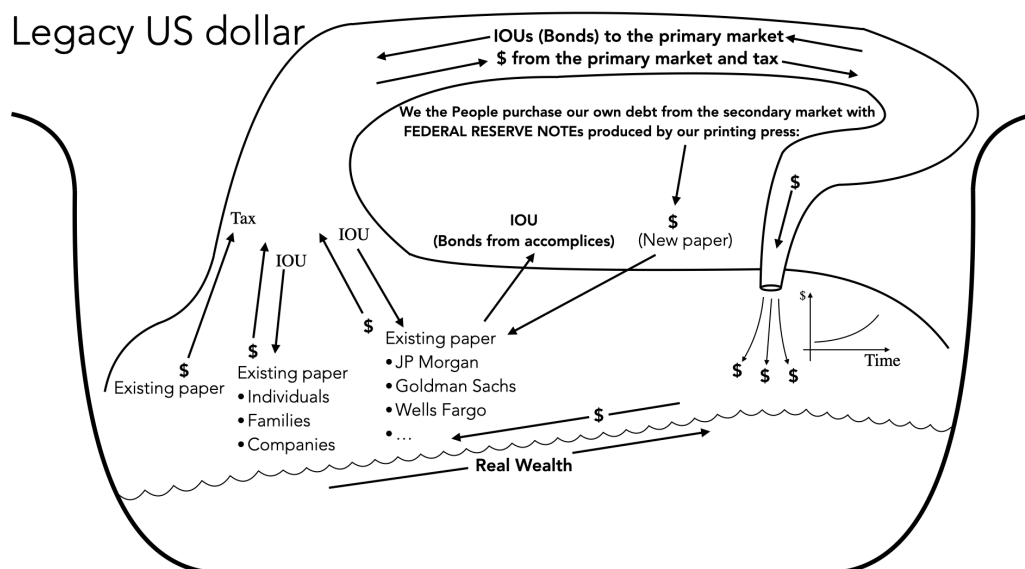 Legacy US dollar
IOUs (Bonds) to the primary market
$ from the primary market and tax
We the People purchase our own debt from the secondary market with
FEDERAL RESERVE NOTEs produced by our printing press:
$
Tax
IOU
IOU
IOU
(Bonds from accomplices)
$
(New paper)
$
Time
$
Existing paper
$
Existing paper
• Individuals
• Families
• Companies
$
Existing paper
• JP Morgan
• Goldman Sachs
• Wells Fargo
• ...
$ $ $
$
Real Wealth